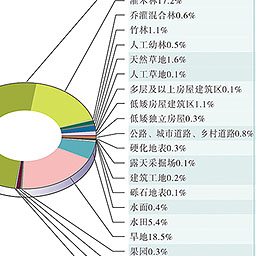 灌木林17.2%
乔灌混合林0.6%
竹林1.1%
人工幼林0.5%
天然草地1.6%
人工草地0.1%
多层及以上房屋建筑区0.1%
低矮房屋建筑区1.1%
低矮独立房屋0.3%
公路、城市道路、乡村道路0.8%
硬化地表0.3%
露天采掘场0.1%
建筑工地0.2%
砾石地表0.1%
水面0.4%
水田5.4%
旱地18.5%
果园0.3%